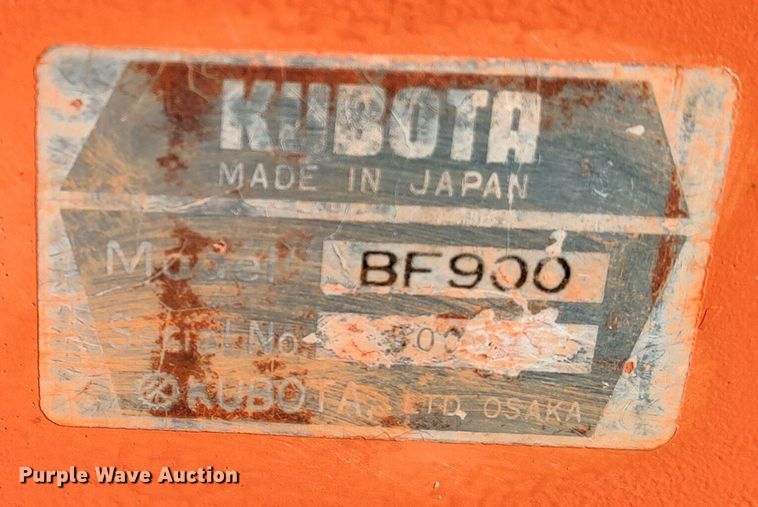 KUBOTA
MADE IN JAPAN
Model BF900
Serial No.
KUBOTA, LTD. OSAKA
Purple Wave Auction